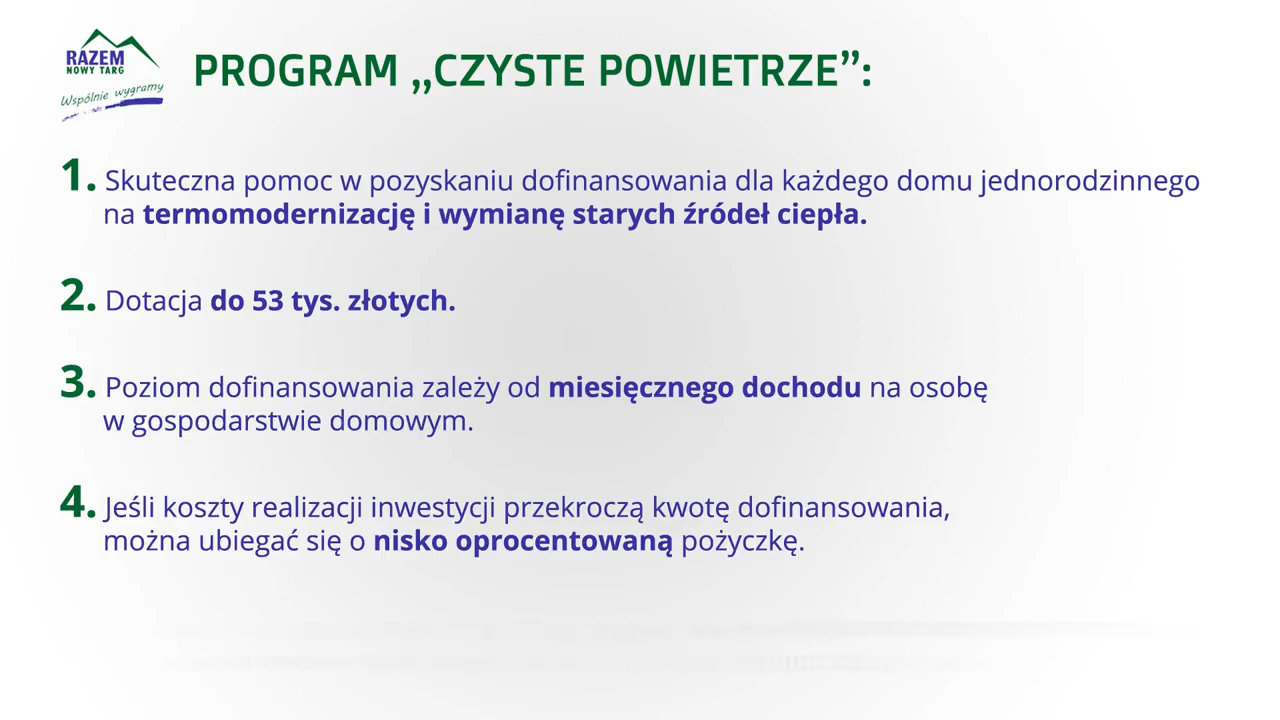 RAZEM
NOWY TARG
Wspólnie wygramy
PROGRAM „CZYSTE POWIETRZE”:
1. Skuteczna pomoc w pozyskaniu dofinansowania dla każdego domu jednorodzinnego
na termomodernizację i wymianę starych źródeł ciepła.
2. Dotacja do 53 tys. złotych.
3. Poziom dofinansowania zależy od miesięcznego dochodu na osobę
w gospodarstwie domowym.
4. Jeśli koszty realizacji inwestycji przekroczą kwotę dofinansowania,
można ubiegać się o nisko oprocentowaną pożyczkę.